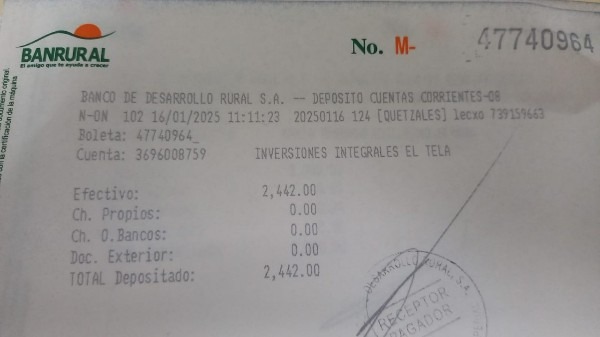 BANRURAL
El amigo que te ayuda a crecer
No. M- 47740964
BANCO DE DESARROLLO RURAL S.A. -- DEPOSITO CUENTAS CORRIENTES-08
N-ON 102 16/01/2025 11:11:23 20250116 124 [QUETZALES] lecxo 739159663
Boleta: 47740964_
Cuenta: 3696008759 INVERSIONES INTEGRALES EL TELA
Efectivo: 2,442.00
Ch. Propios: 0.00
Ch. O.Bancos: 0.00
Doc. Exterior: 0.00
TOTAL Depositado: 2,442.00
DESARROLLO RURAL, S.A.
RECEPTOR
PAGADOR
con la certificación de la máquina
documento original.